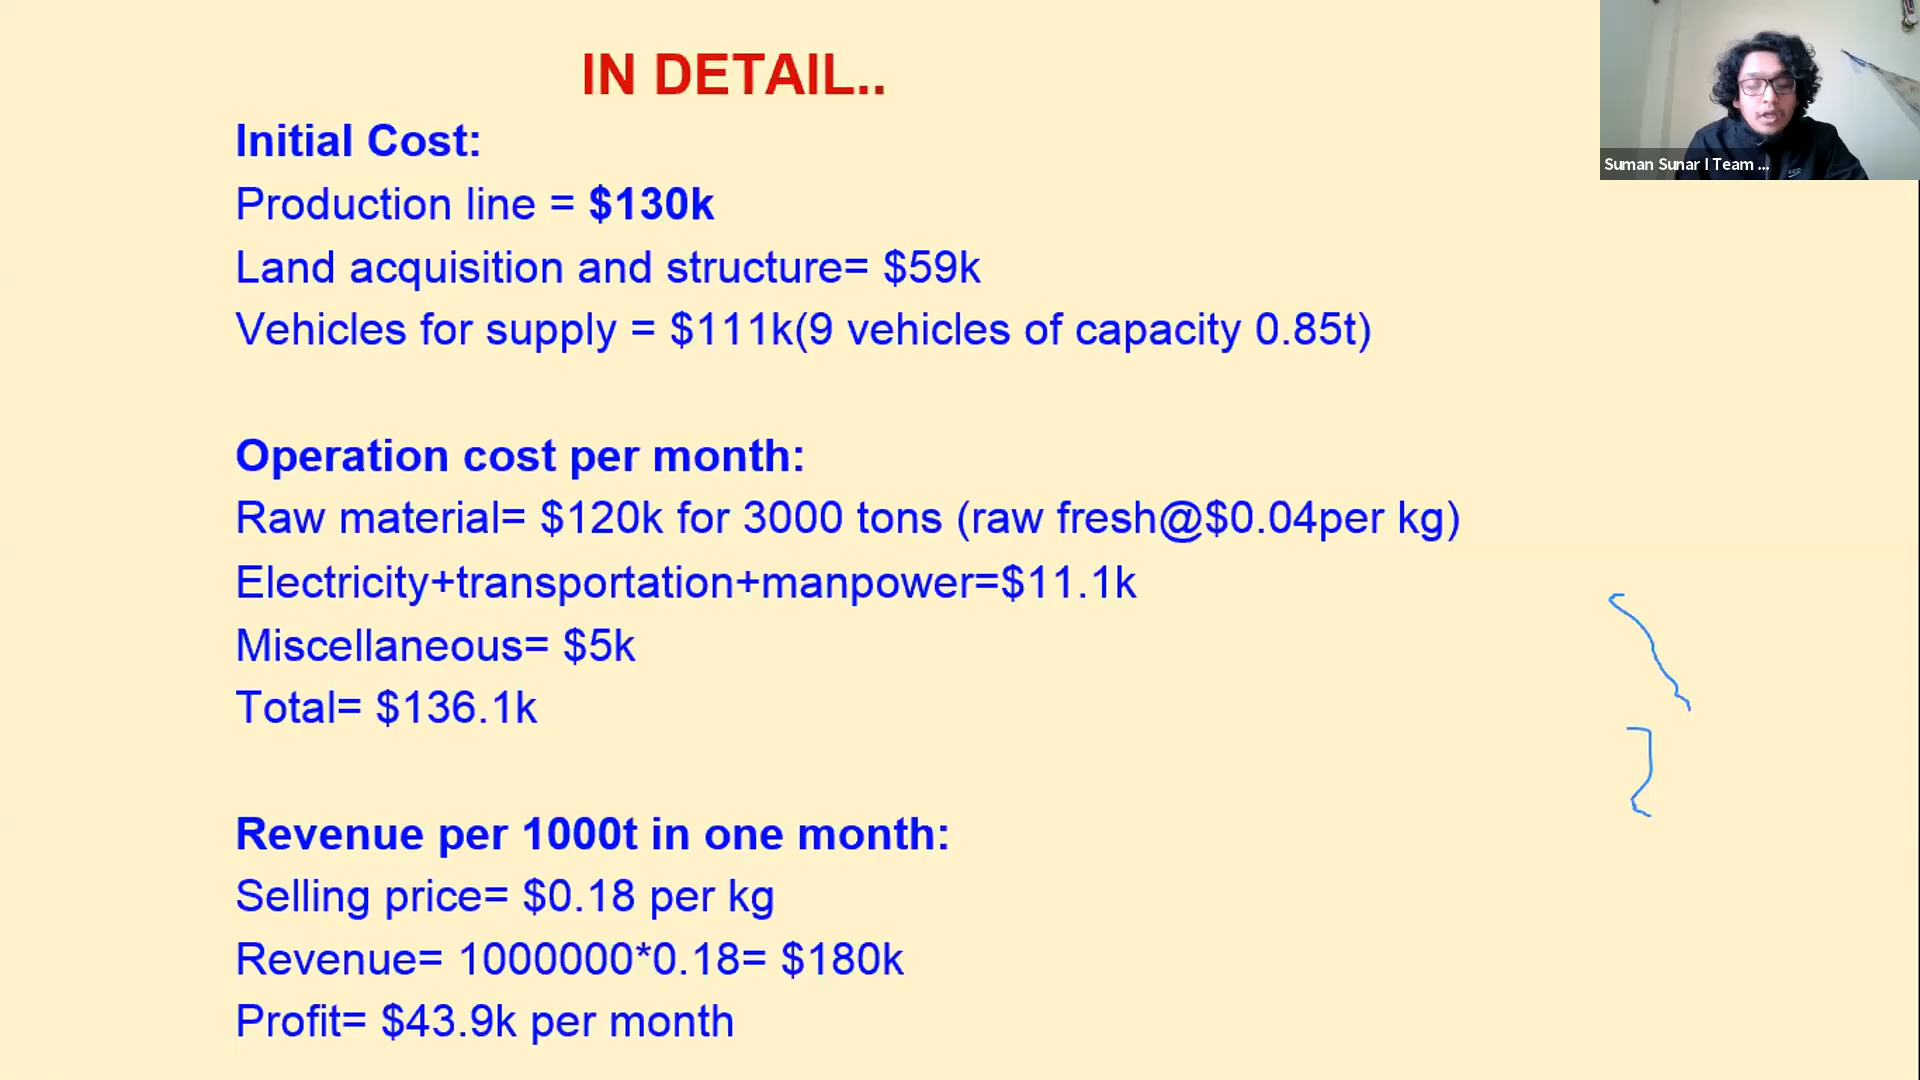 IN DETAIL..
Initial Cost:
Production line = $130k
Land acquisition and structure= $59k
Vehicles for supply = $111k(9 vehicles of capacity 0.85t)
Operation cost per month:
Raw material= $120k for 3000 tons (raw fresh@$0.04per kg)
Electricity+transportation+manpower=$11.1k
Miscellaneous= $5k
Total= $136.1k
Revenue per 1000t in one month:
Selling price= $0.18 per kg
Revenue= 1000000*0.18= $180k
Profit= $43.9k per month
Suman Sunar I Team ...